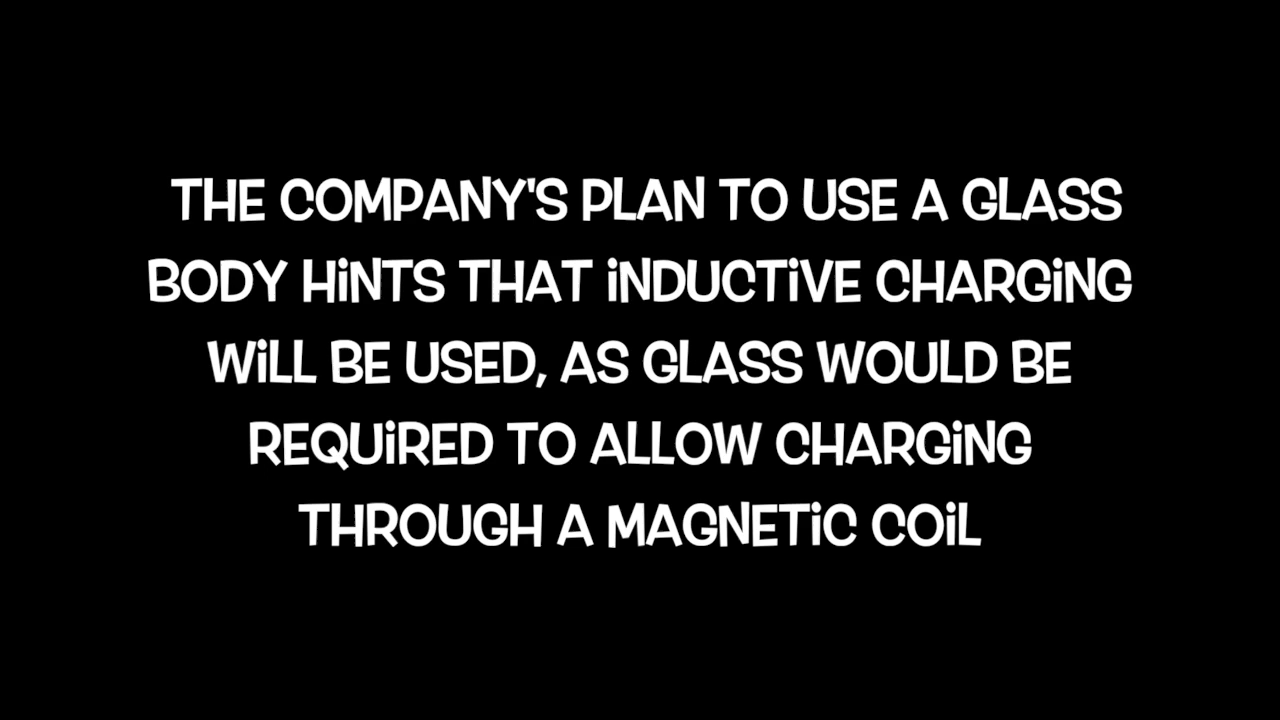 THE COMPANY'S PLAN TO USE A GLASS
BODY HiNTS THAT iNDUCTiVE CHARGiNG
WiLL BE USED, AS GLASS WOULD BE
REQUiRED TO ALLOW CHARGiNG
THROUGH A MAGNETiC COiL